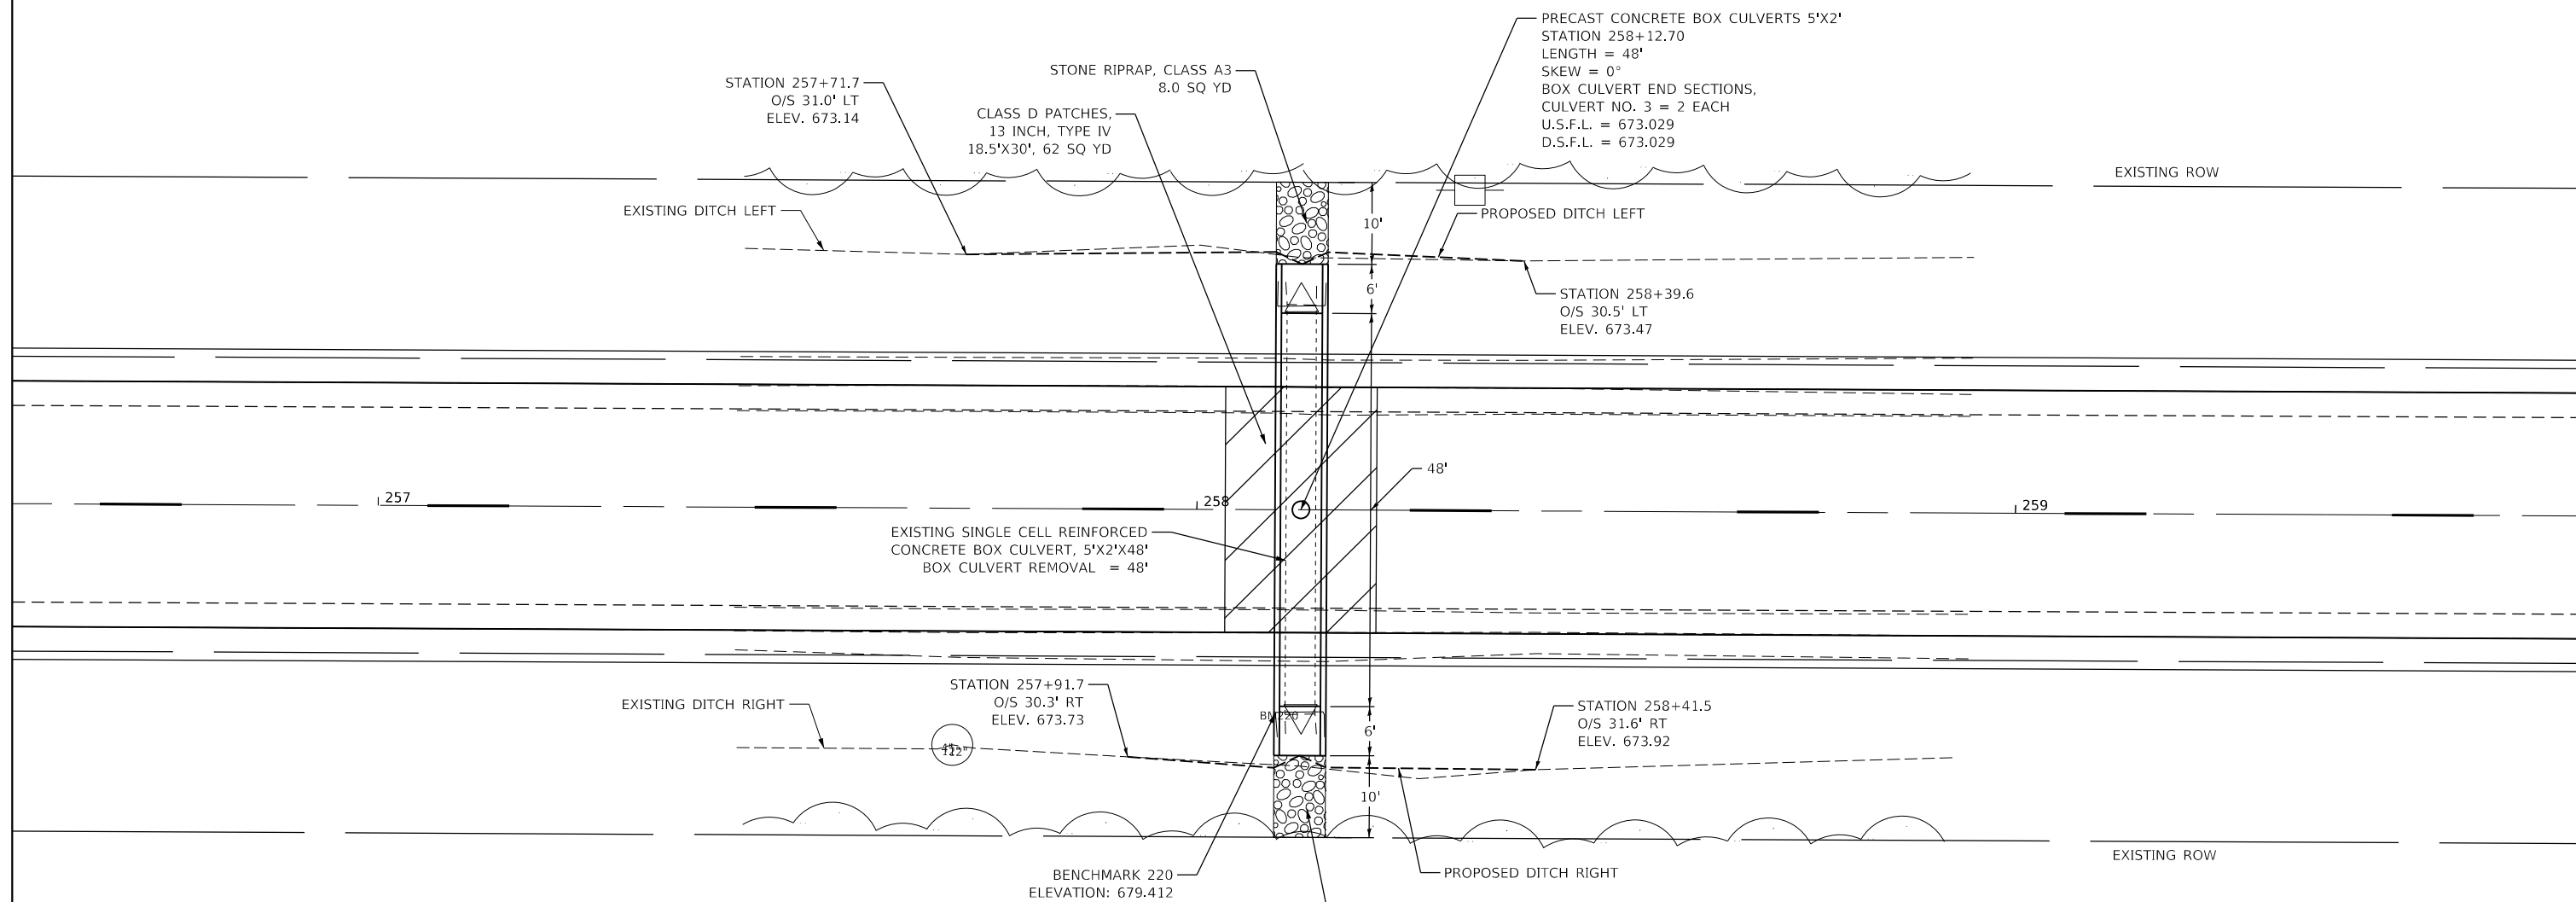 PRECAST CONCRETE BOX CULVERTS 5'X2'
STATION 258+12.70
LENGTH = 48'
SKEW = 0°
BOX CULVERT END SECTIONS,
CULVERT NO. 3 = 2 EACH
U.S.F.L. = 673.029
D.S.F.L. = 673.029
STONE RIPRAP, CLASS A3
8.0 SQ YD
STATION 257+71.7
O/S 31.0' LT
ELEV. 673.14
CLASS D PATCHES,
13 INCH, TYPE IV
18.5'X30', 62 SQ YD
EXISTING ROW
EXISTING DITCH LEFT
PROPOSED DITCH LEFT
10'
6'
STATION 258+39.6
O/S 30.5' LT
ELEV. 673.47
48'
257
258
259
EXISTING SINGLE CELL REINFORCED
CONCRETE BOX CULVERT, 5'X2'X48'
BOX CULVERT REMOVAL = 48'
STATION 257+91.7
O/S 30.3' RT
ELEV. 673.73
EXISTING DITCH RIGHT
BM220
6'
STATION 258+41.5
O/S 31.6' RT
ELEV. 673.92
10'
EXISTING ROW
BENCHMARK 220
ELEVATION: 679.412
PROPOSED DITCH RIGHT